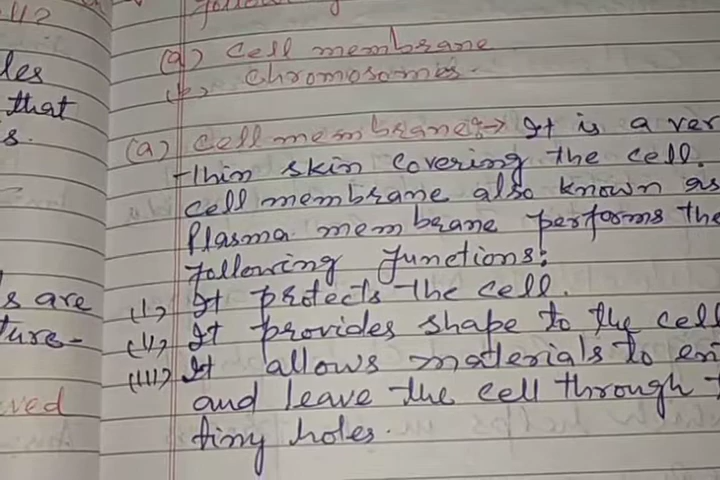 les
that
s.
s are
ture-
ved
following
(a) Cell membrane
(b) Chromosomes.
(a) Cell membrane:→ It is a ver
thin skin covering the cell.
cell membrane also known as
Plasma membrane performs the
following functions:
(i) It protects the cell.
(ii) It provides shape to the cell
(iii) It allows materials to en
and leave the cell through t
tiny holes.